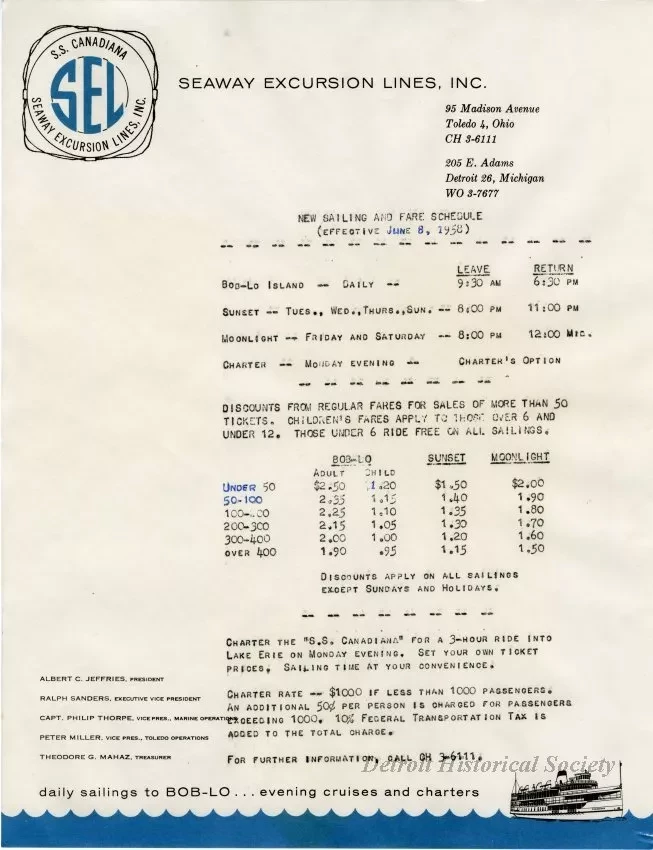 S.S. CANADIANA
SEL
SEAWAY EXCURSION LINES, INC.
SEAWAY EXCURSION LINES, INC.
95 Madison Avenue
Toledo 4, Ohio
CH 3-6111
205 E. Adams
Detroit 26, Michigan
WO 3-7677
NEW SAILING AND FARE SCHEDULE
(EFFECTIVE JUNE 8, 1958)
LEAVE RETURN
BOB-LO ISLAND -- DAILY -- 9:30 AM 6:30 PM
SUNSET -- TUES., WED., THURS., SUN. -- 8:00 PM 11:00 PM
MOONLIGHT -- FRIDAY AND SATURDAY -- 8:00 PM 12:00 MID.
CHARTER -- MONDAY EVENING -- CHARTER'S OPTION
DISCOUNTS FROM REGULAR FARES FOR SALES OF MORE THAN 50
TICKETS. CHILDREN'S FARES APPLY TO THOSE OVER 6 AND
UNDER 12. THOSE UNDER 6 RIDE FREE ON ALL SAILINGS.
BOB-LO SUNSET MOONLIGHT
ADULT CHILD
UNDER 50 $2.50 1.20 $1.50 $2.00
50-100 2.35 1.15 1.40 1.90
100- 2.25 1.10 1.35 1.80
200-300 2.15 1.05 1.30 1.70
300-400 2.00 1.00 1.20 1.60
OVER 400 1.90 .95 1.15 1.50
DISCOUNTS APPLY ON ALL SAILINGS
EXCEPT SUNDAYS AND HOLIDAYS.
CHARTER THE "S.S. CANADIANA" FOR A 3-HOUR RIDE INTO
LAKE ERIE ON MONDAY EVENING. SET YOUR OWN TICKET
PRICES. SAILING TIME AT YOUR CONVENIENCE.
CHARTER RATE -- $1000 IF LESS THAN 1000 PASSENGERS.
AN ADDITIONAL 50¢ PER PERSON IS CHARGED FOR PASSENGERS
EXCEEDING 1000. 10% FEDERAL TRANSPORTATION TAX IS
ADDED TO THE TOTAL CHARGE.
FOR FURTHER INFORMATION, CALL CH 3-6111.
ALBERT C. JEFFRIES, PRESIDENT
RALPH SANDERS, EXECUTIVE VICE PRESIDENT
CAPT. PHILIP THORPE, VICE PRES., MARINE OPERATIONS
PETER MILLER, VICE PRES., TOLEDO OPERATIONS
THEODORE G. MAHAZ, TREASURER
Detroit Historical Society
daily sailings to BOB-LO . . . evening cruises and charters